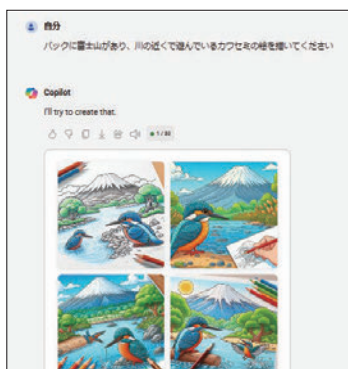 自分
バックに富士山があり、川の近くで遊んでいるカワセミの絵を描いてください
Copilot
I'll try to create that.
1 / 30